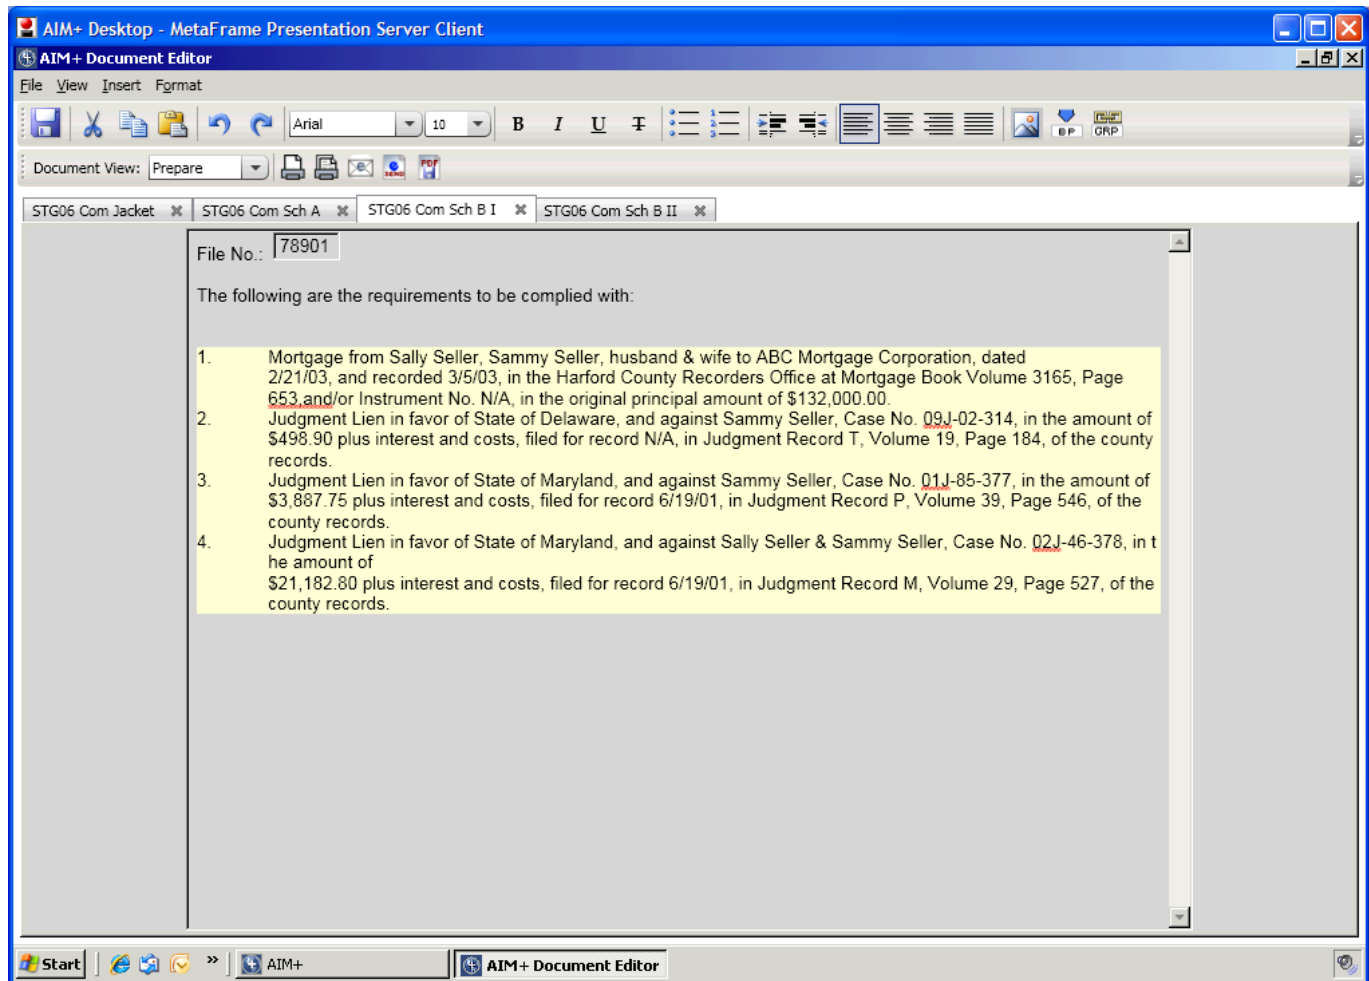 AIM+ Desktop - MetaFrame Presentation Server Client
AIM+ Document Editor
File View Insert Format
Arial 10 B I U T BP GRP
Document View: Prepare SEND PDF
STG06 Com Jacket STG06 Com Sch A STG06 Com Sch B I STG06 Com Sch B II
File No.: 78901
The following are the requirements to be complied with:
1. Mortgage from Sally Seller, Sammy Seller, husband & wife to ABC Mortgage Corporation, dated
2/21/03, and recorded 3/5/03, in the Harford County Recorders Office at Mortgage Book Volume 3165, Page
653,and/or Instrument No. N/A, in the original principal amount of $132,000.00.
2. Judgment Lien in favor of State of Delaware, and against Sammy Seller, Case No. 09J-02-314, in the amount of
$498.90 plus interest and costs, filed for record N/A, in Judgment Record T, Volume 19, Page 184, of the county
records.
3. Judgment Lien in favor of State of Maryland, and against Sammy Seller, Case No. 01J-85-377, in the amount of
$3,887.75 plus interest and costs, filed for record 6/19/01, in Judgment Record P, Volume 39, Page 546, of the
county records.
4. Judgment Lien in favor of State of Maryland, and against Sally Seller & Sammy Seller, Case No. 02J-46-378, in t
he amount of
$21,182.80 plus interest and costs, filed for record 6/19/01, in Judgment Record M, Volume 29, Page 527, of the
county records.
Start » AIM+ AIM+ Document Editor